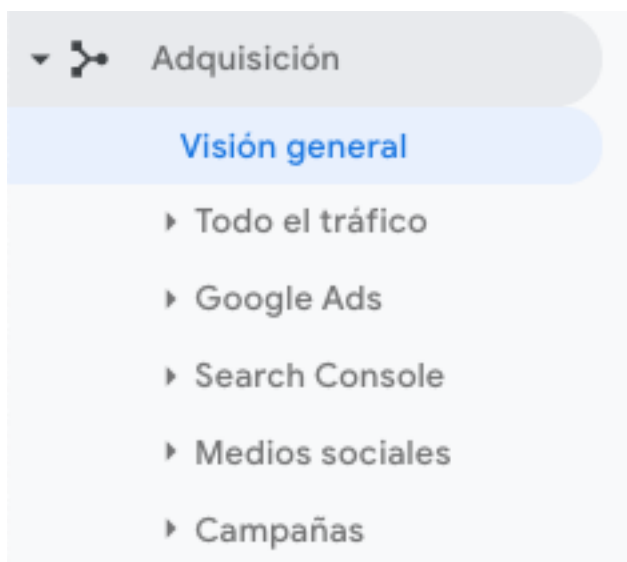 Adquisición
Visión general
Todo el tráfico
Google Ads
Search Console
Medios sociales
Campañas